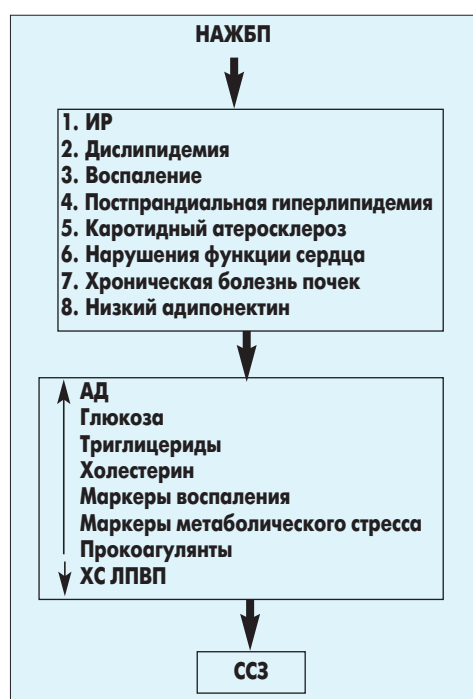 НАЖБП
1. ИР
2. Дислипидемия
3. Воспаление
4. Постпрандиальная гиперлипидемия
5. Каротидный атеросклероз
6. Нарушения функции сердца
7. Хроническая болезнь почек
8. Низкий адипонектин
АД
Глюкоза
Триглицериды
Холестерин
Маркеры воспаления
Маркеры метаболического стресса
Прокоагулянты
ХС ЛПВП
ССЗ